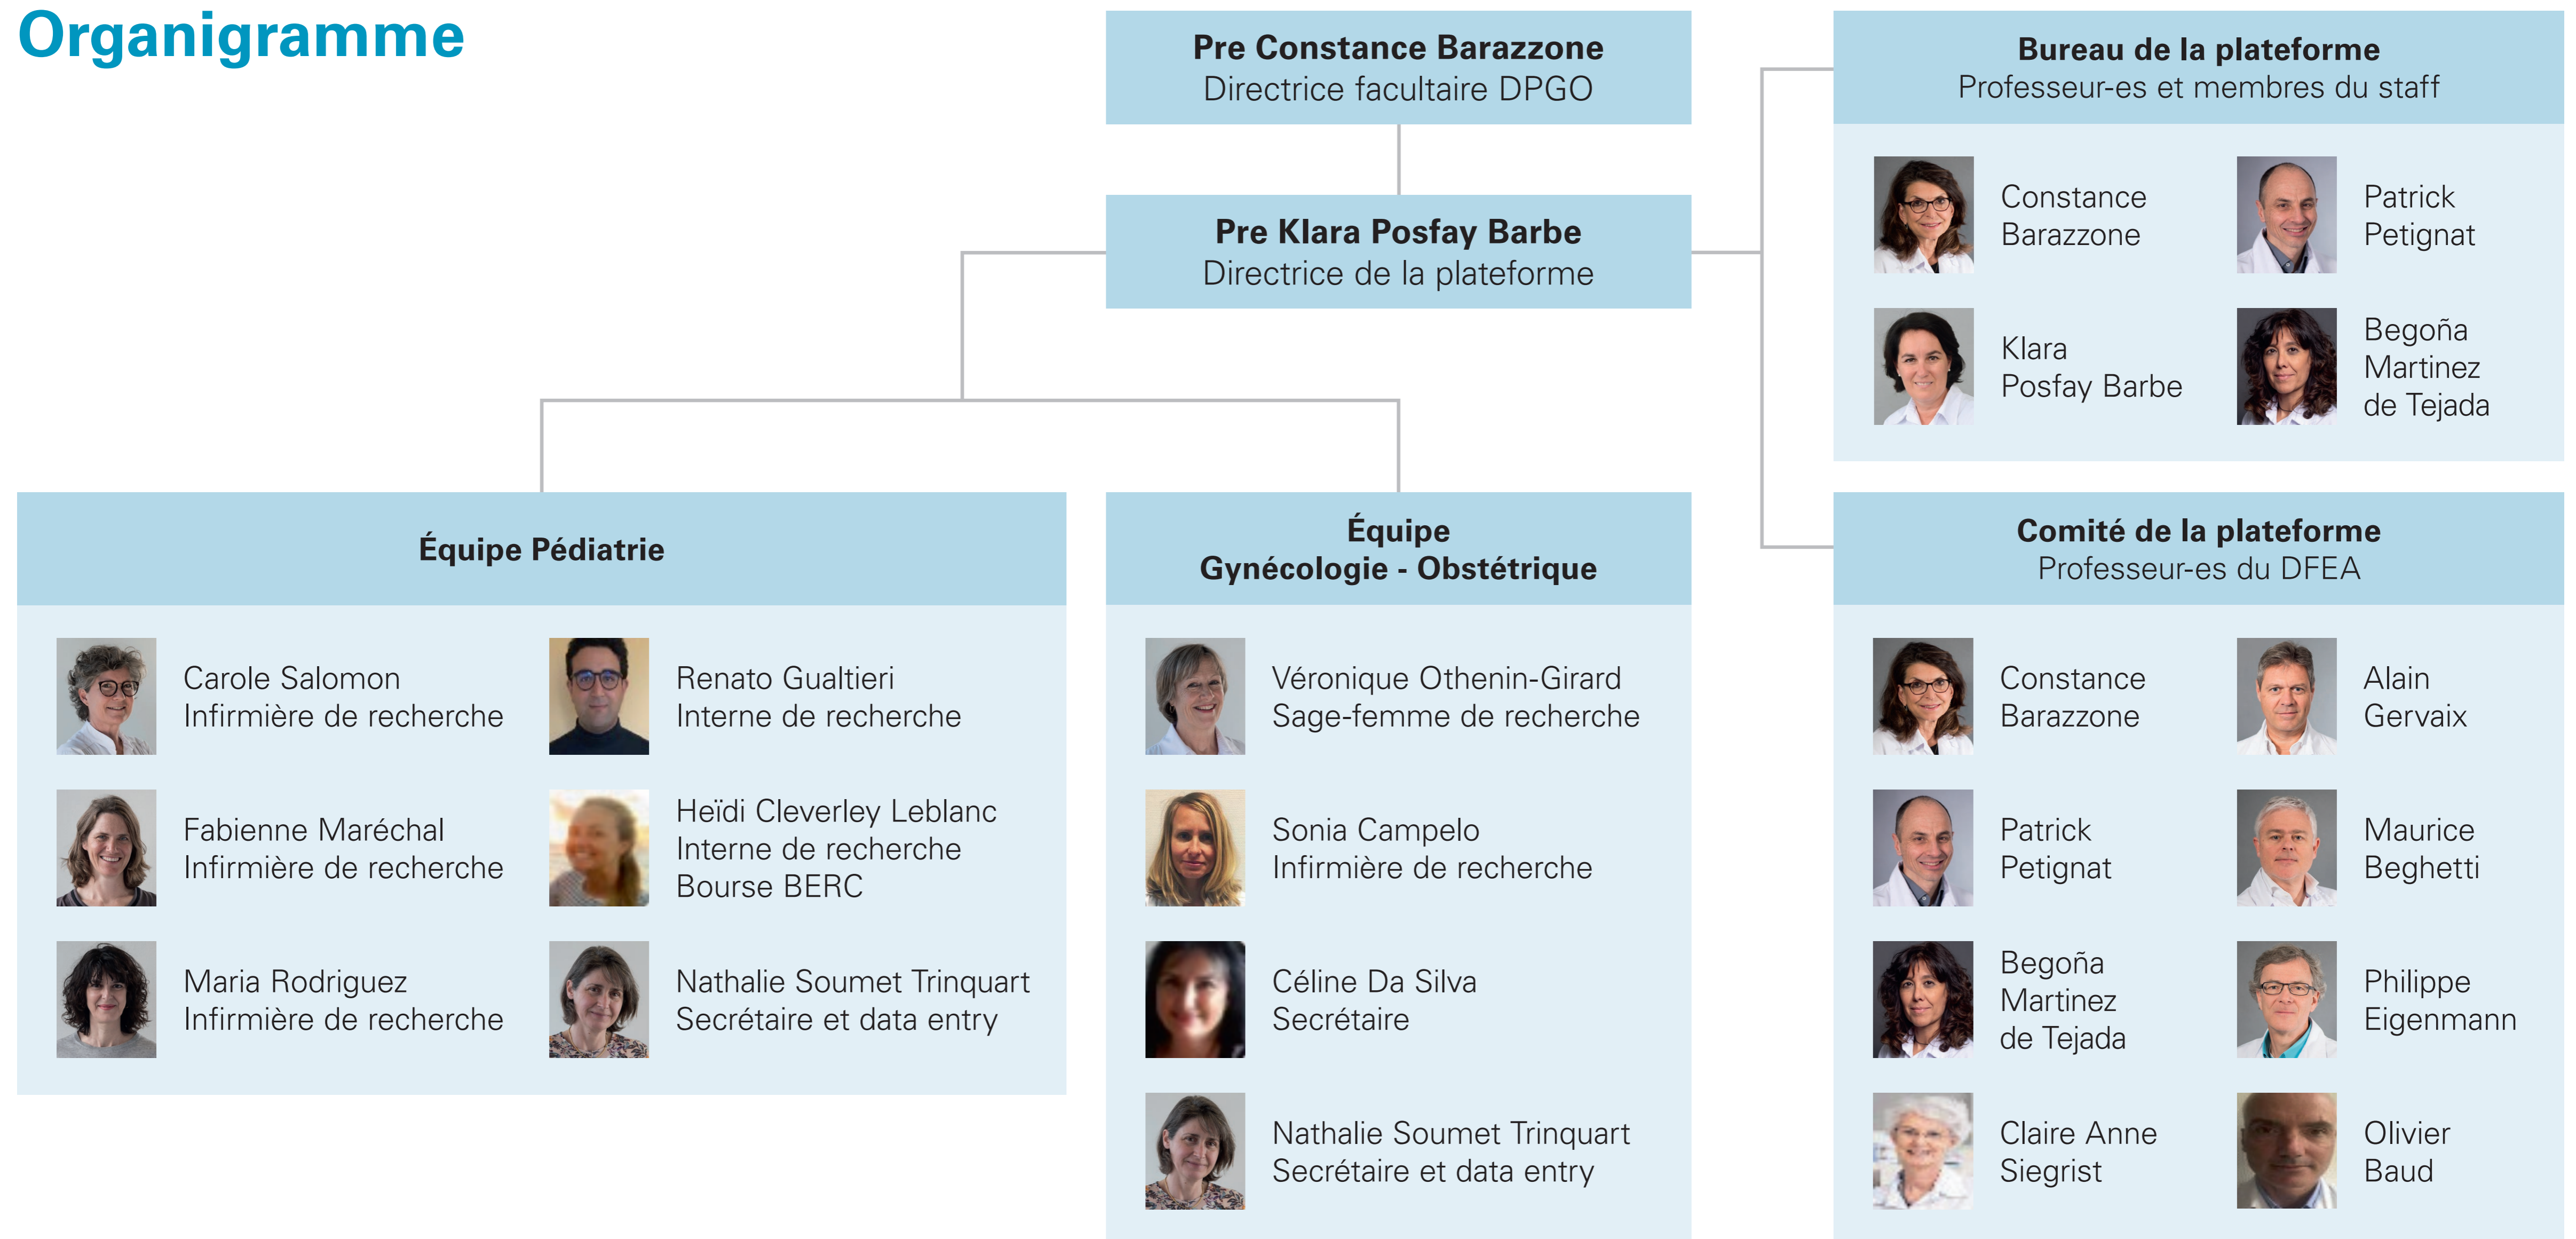 Organigramme
Pre Constance Barazzone
Directrice facultaire DPGO
Pre Klara Posfay Barbe
Directrice de la plateforme
Bureau de la plateforme
Professeur-es et membres du staff
Constance
Barazzone
Patrick
Petignat
Klara
Posfay Barbe
Begoña
Martinez
de Tejada
Équipe Pédiatrie
Carole Salomon
Infirmière de recherche
Renato Gualtieri
Interne de recherche
Fabienne Maréchal
Infirmière de recherche
Heïdi Cleverley Leblanc
Interne de recherche
Bourse BERC
Maria Rodriguez
Infirmière de recherche
Nathalie Soumet Trinquart
Secrétaire et data entry
Équipe
Gynécologie - Obstétrique
Véronique Othenin-Girard
Sage-femme de recherche
Sonia Campelo
Infirmière de recherche
Céline Da Silva
Secrétaire
Nathalie Soumet Trinquart
Secrétaire et data entry
Comité de la plateforme
Professeur-es du DFEA
Constance
Barazzone
Alain
Gervaix
Patrick
Petignat
Maurice
Beghetti
Begoña
Martinez
de Tejada
Philippe
Eigenmann
Claire Anne
Siegrist
Olivier
Baud